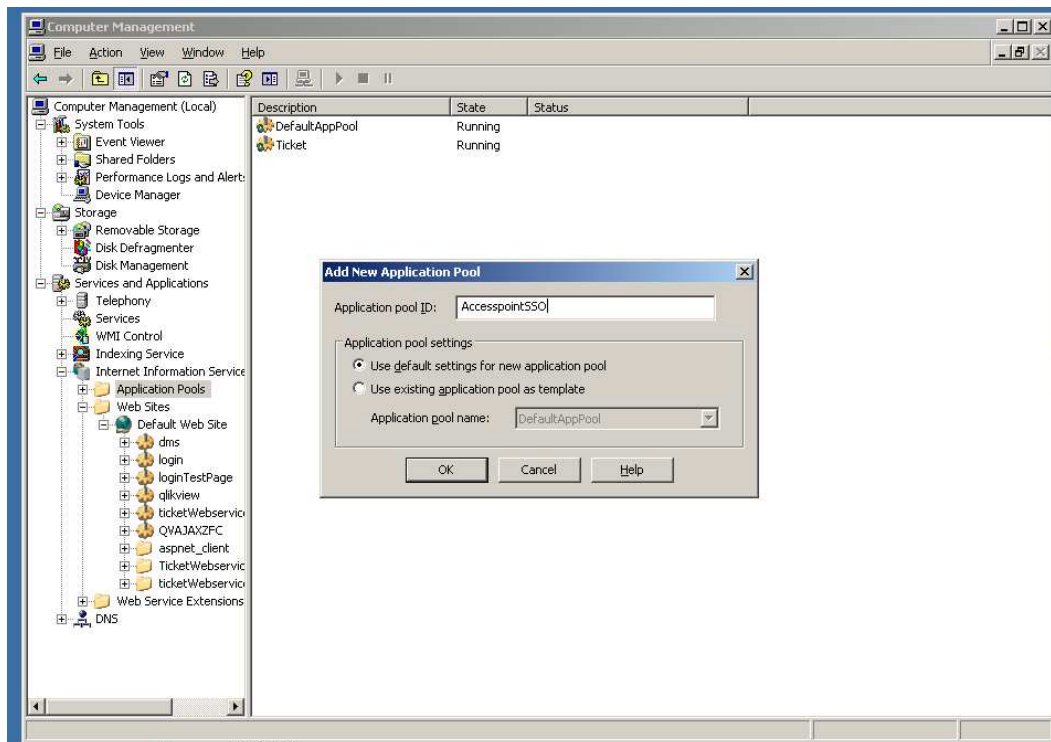 Computer Management
File Action View Window Help
Computer Management (Local)
System Tools
Event Viewer
Shared Folders
Performance Logs and Alert:
Device Manager
Storage
Removable Storage
Disk Defragmenter
Disk Management
Services and Applications
Telephony
Services
WMI Control
Indexing Service
Internet Information Service
Application Pools
Web Sites
Default Web Site
dms
login
loginTestPage
qlikview
ticketWebservic
QVAJAXZFC
aspnet_client
TicketWebservic
ticketWebservic
Web Service Extensions
DNS
Description State Status
DefaultAppPool Running
Ticket Running
Add New Application Pool
Application pool ID: AccesspointSSO
Application pool settings
Use default settings for new application pool
Use existing application pool as template
Application pool name: DefaultAppPool
OK Cancel Help